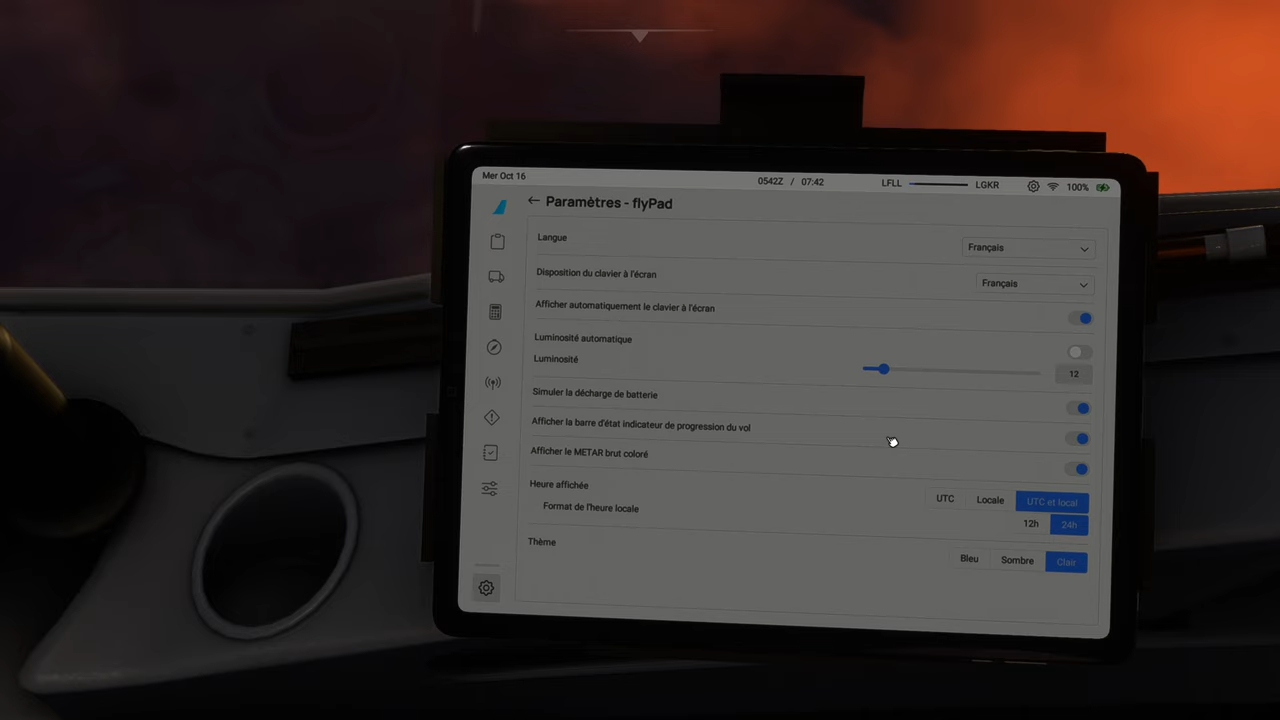 Mer Oct 16 0542Z / 07:42 LFLL LGKR 100%
Paramètres - flyPad
Langue Français
Disposition du clavier à l'écran Français
Afficher automatiquement le clavier à l'écran
Luminosité automatique
Luminosité 12
Simuler la décharge de batterie
Afficher la barre d'état indicateur de progression du vol
Afficher le METAR brut coloré
Heure affichée UTC Locale UTC et local
Format de l'heure locale 12h 24h
Thème Bleu Sombre Clair